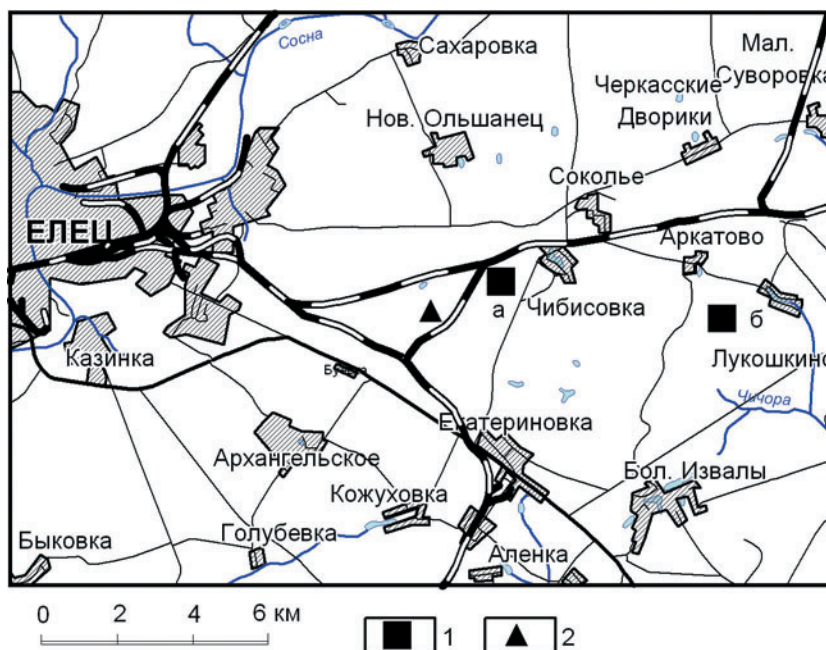 Сосна
Сахаровка
Мал.
Суворовка
Черкасские
Дворики
Нов. Ольшанец
Соколье
ЕЛЕЦ
Аркатово
а
Чибисовка
б
Казинка
Лукошкино
Чичора
Екатериновка
Архангельское
Бол. Извалы
Кожуховка
Быковка
Голубевка
Аленка
0 2 4 6 км
1 2